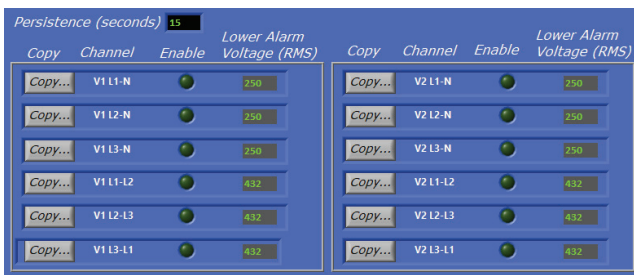 Persistence (seconds) 15
Copy Channel Enable Lower Alarm Voltage (RMS) Copy Channel Enable Lower Alarm Voltage (RMS)
Copy... V1 L1-N 250 Copy... V2 L1-N 250
Copy... V1 L2-N 250 Copy... V2 L2-N 250
Copy... V1 L3-N 250 Copy... V2 L3-N 250
Copy... V1 L1-L2 432 Copy... V2 L1-L2 432
Copy... V1 L2-L3 432 Copy... V2 L2-L3 432
Copy... V1 L3-L1 432 Copy... V2 L3-L1 432